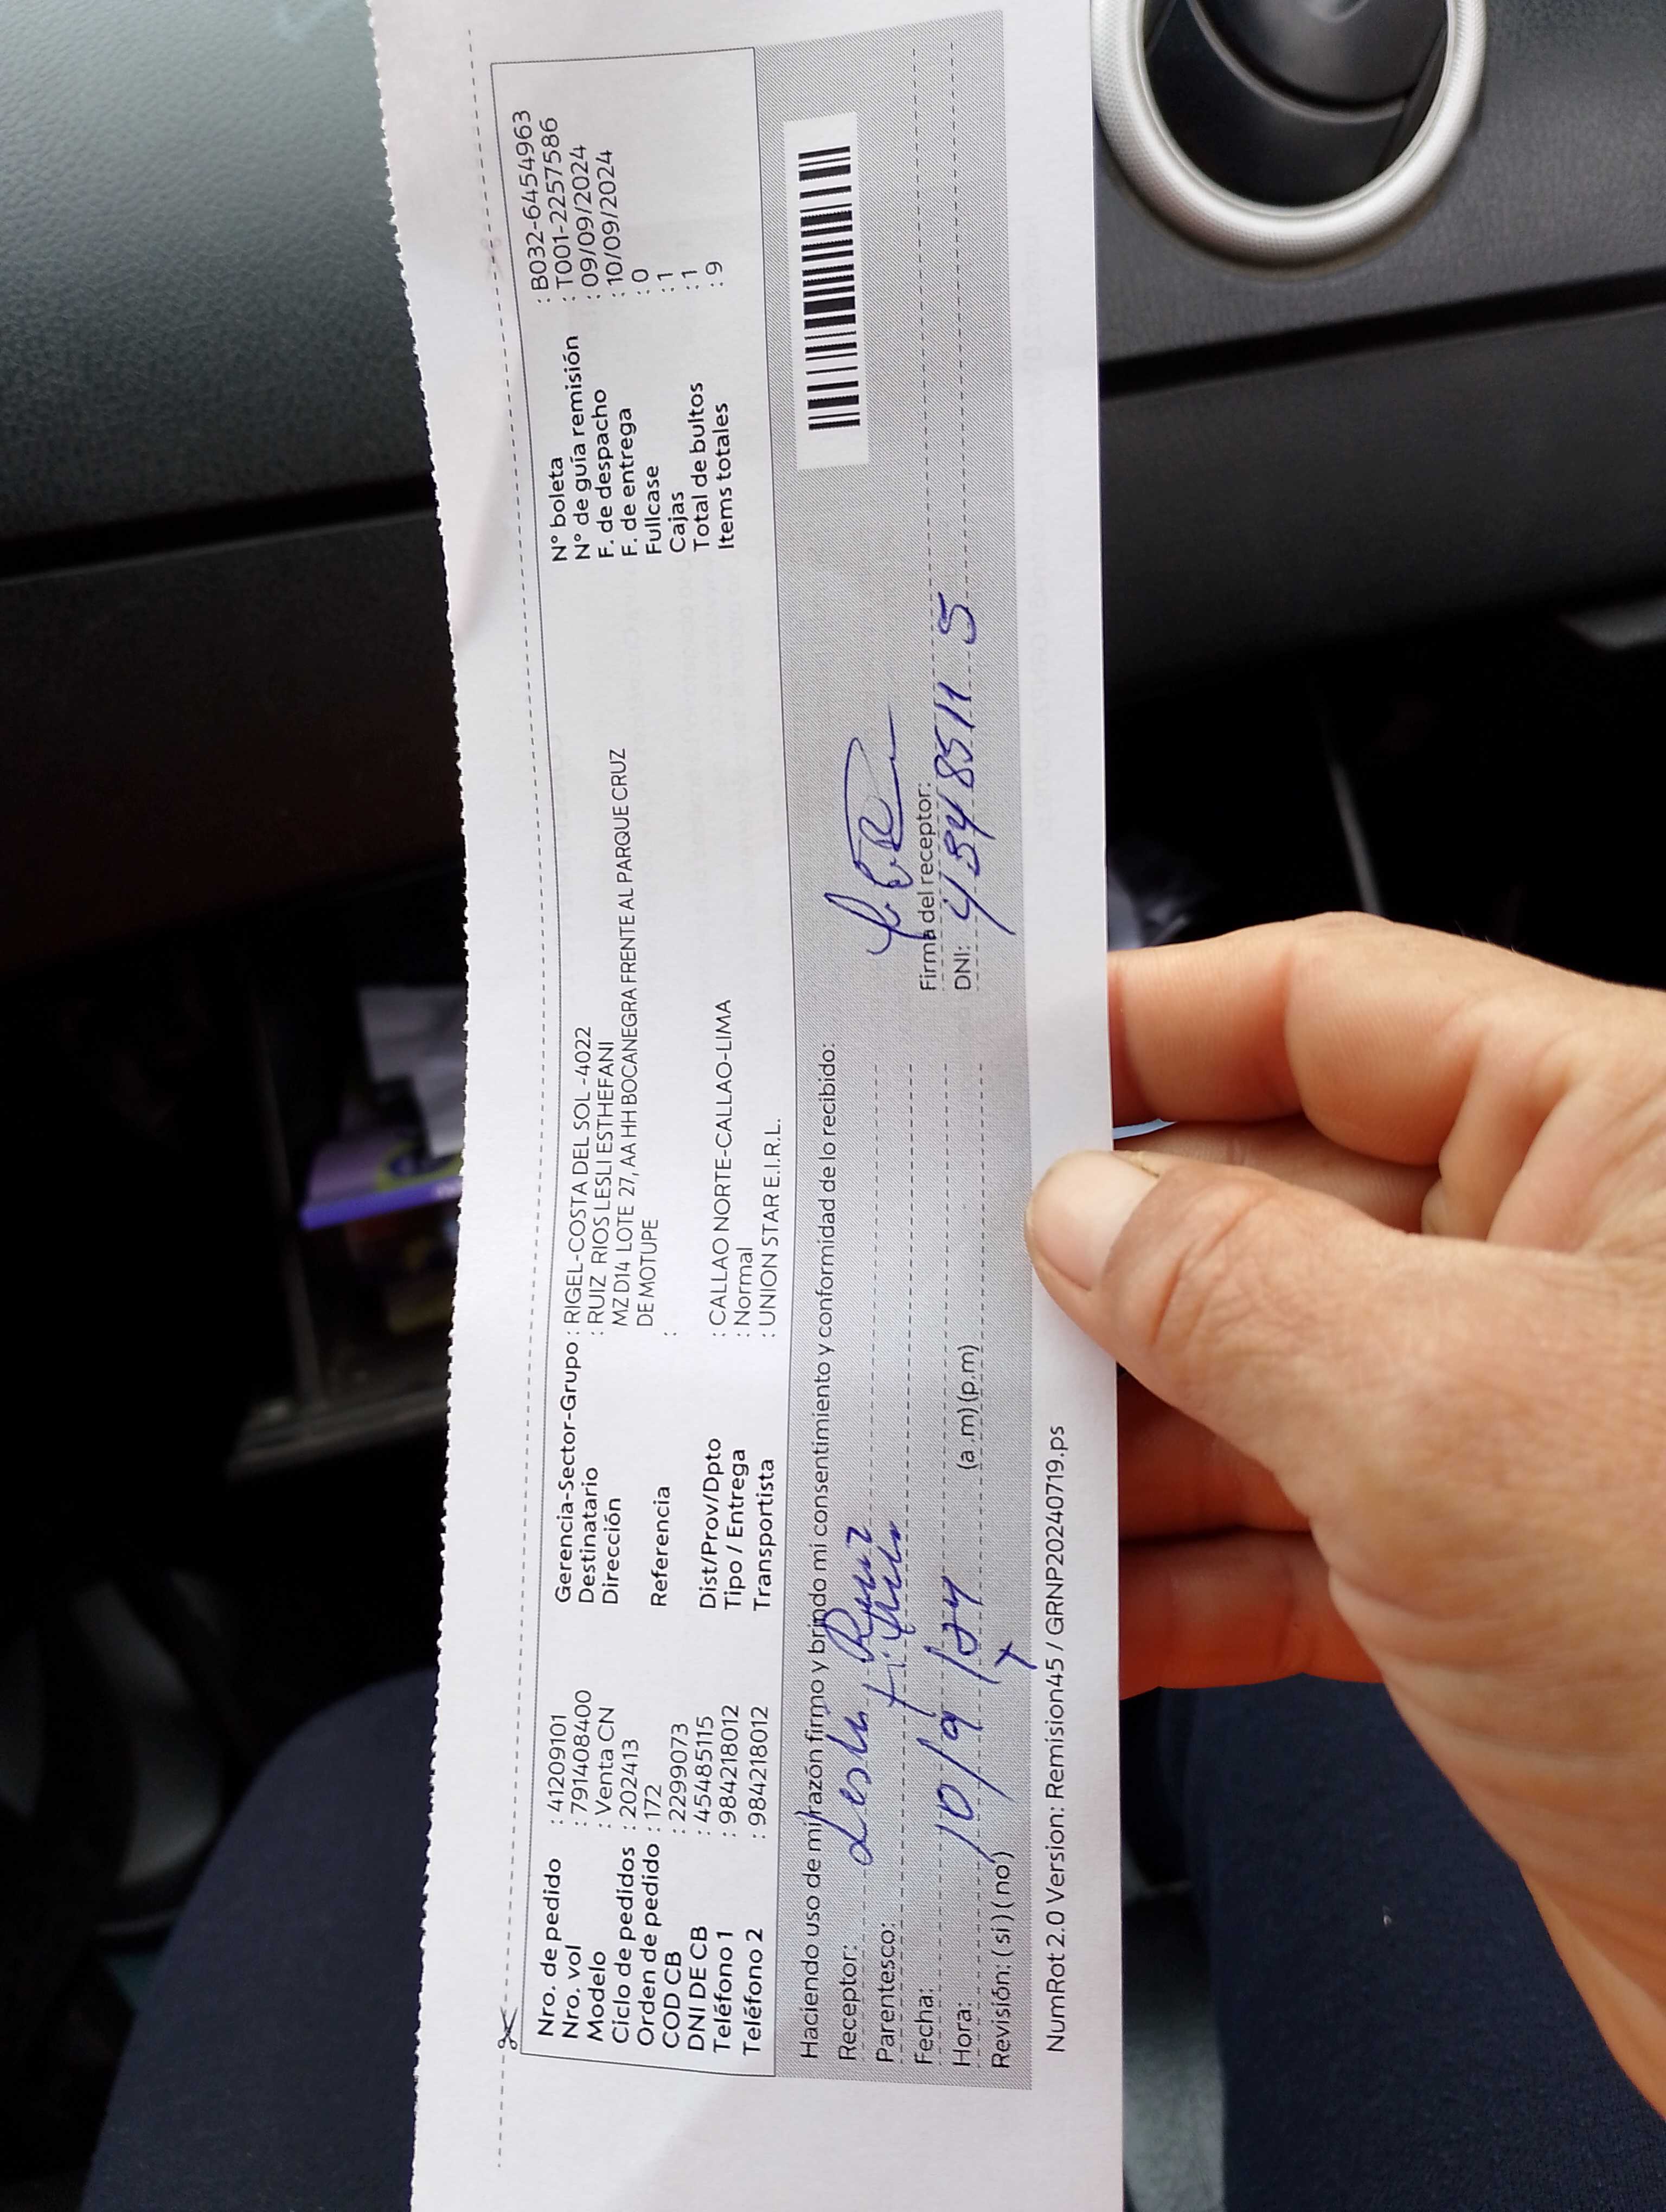 Nro. de pedido : 41209101
Nro. vol : 791408400
Modelo : Venta CN
Ciclo de pedidos : 202413
Orden de pedido : 172
COD CB : 2299073
DNI DE CB : 45485115
Teléfono 1 : 984218012
Teléfono 2 : 984218012
Gerencia-Sector-Grupo : RIGEL-COSTA DEL SOL -4022
Destinatario : RUIZ RIOS LESLI ESTHEFANI
Dirección MZ D14 LOTE 27, AA HH BOCANEGRA FRENTE AL PARQUE CRUZ
DE MOTUPE
Referencia :
Dist/Prov/Dpto : CALLAO NORTE-CALLAO-LIMA
Tipo / Entrega : Normal
Transportista : UNION STAR E.I.R.L.
N° boleta : B032-6454963
N° de guía remisión : T001-22257586
F. de despacho : 09/09/2024
F. de entrega : 10/09/2024
Fullcase : 0
Cajas : 1
Total de bultos : 1
Items totales : 9
Haciendo uso de mi razón firmo y brindo mi consentimiento y conformidad de lo recibido:
Receptor: Lesli Ruiz
Parentesco:
Fecha: 10/9/24
Hora: (a.m) (p.m)
Revisión: (si) (no)
Firma del receptor:
DNI: 45485115
NumRot 2.0 Version: Remision45 / GRNP20240719.ps